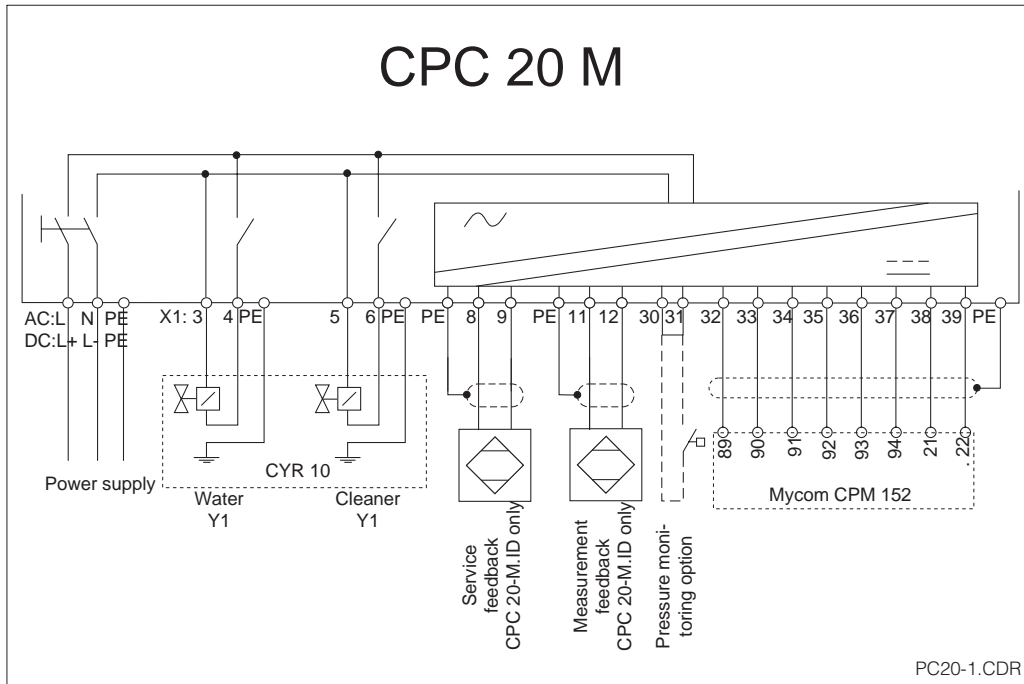 CPC 20 M
AC:L N PE X1: 3 4 PE 5 6 PE PE 8 9 PE 11 12 30 31 32 33 34 35 36 37 38 39 PE
DC:L+ L- PE
89 90 91 92 93 94 21 22
CYR 10
Mycom CPM 152
Power supply
Water
Y1
Cleaner
Y1
Service
feedback
CPC 20-M.ID only
Measurement
feedback
CPC 20-M.ID only
Pressure moni-
toring option
PC20-1.CDR